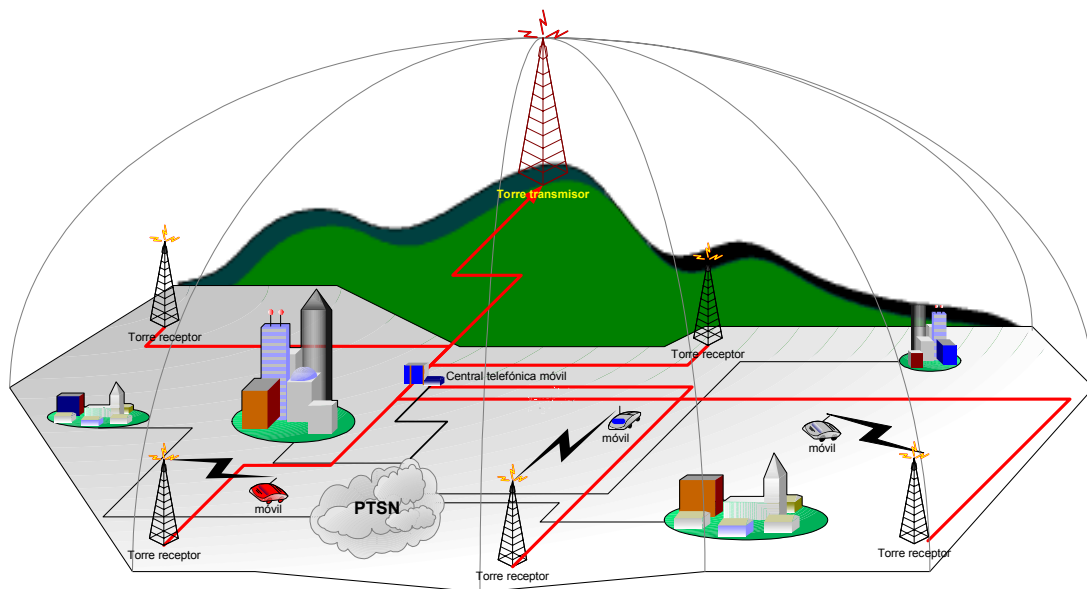 Torre transmisor
Torre receptor
Torre receptor
Central telefónica móvil
móvil
móvil
móvil
PTSN
Torre receptor
Torre receptor
Torre receptor